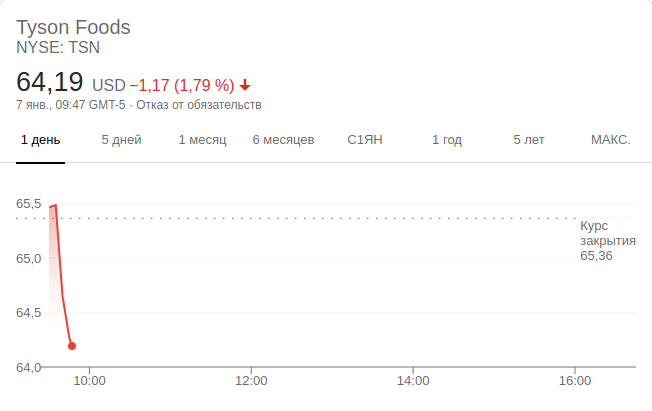 Tyson Foods
NYSE: TSN
64,19 USD −1,17 (1,79 %)
7 янв., 09:47 GMT-5 · Отказ от обязательств
1 день 5 дней 1 месяц 6 месяцев С1ЯН 1 год 5 лет МАКС.
65,5
Курс
закрытия
65,36
65,0
64,5
64,0
10:00 12:00 14:00 16:00